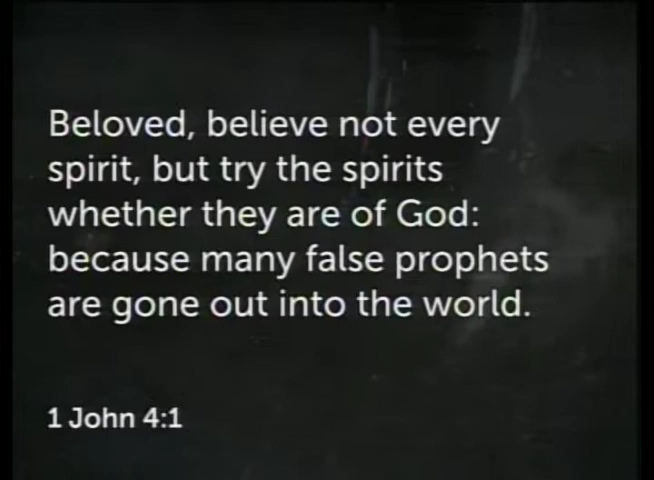 Beloved, believe not every
spirit, but try the spirits
whether they are of God:
because many false prophets
are gone out into the world.
1 John 4:1